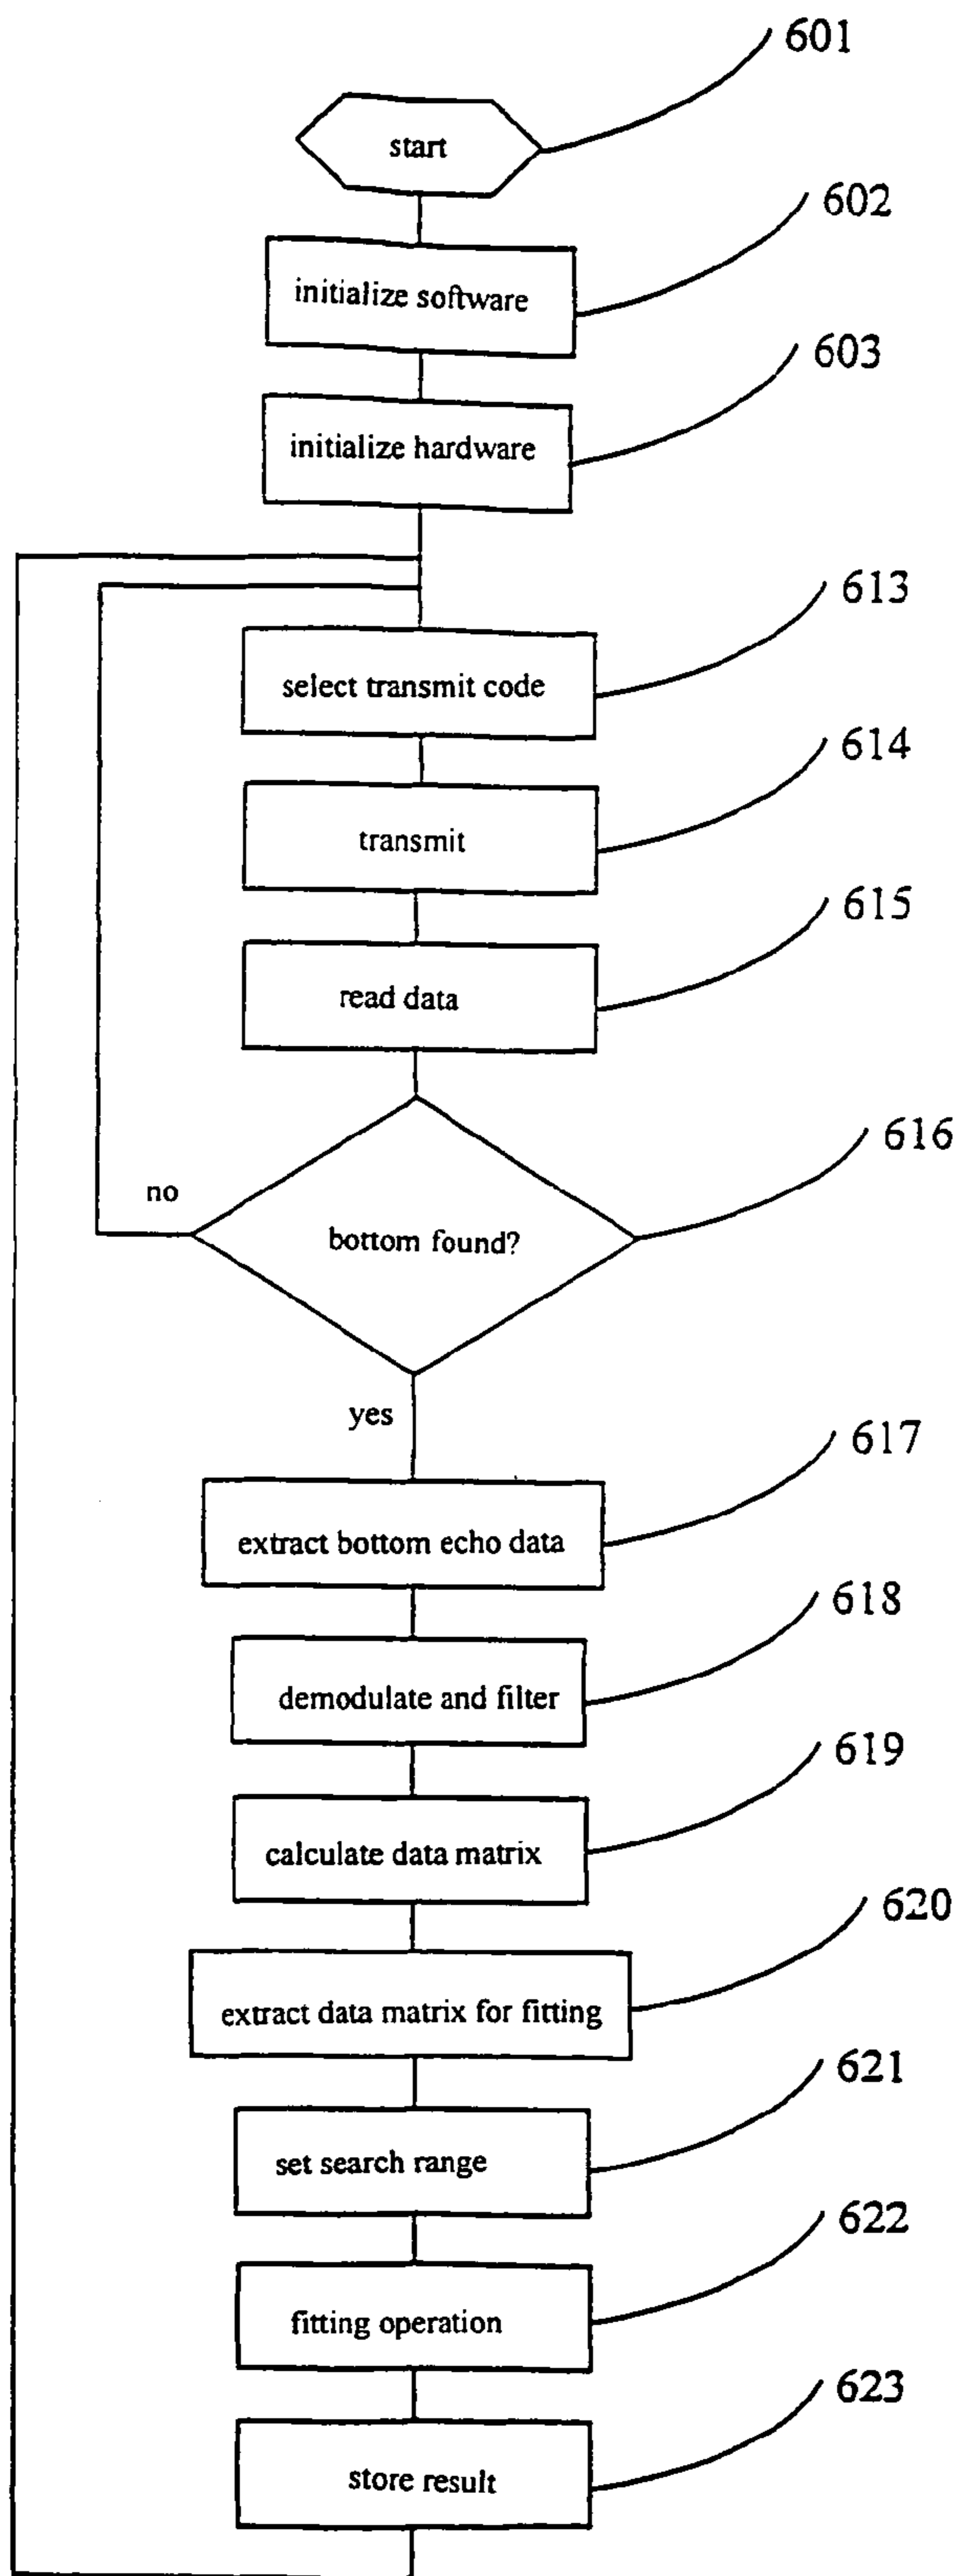 601
start
602
initialize software
603
initialize hardware
613
select transmit code
614
transmit
615
read data
616
no
bottom found?
yes
617
extract bottom echo data
618
demodulate and filter
619
calculate data matrix
620
extract data matrix for fitting
621
set search range
622
fitting operation
623
store result